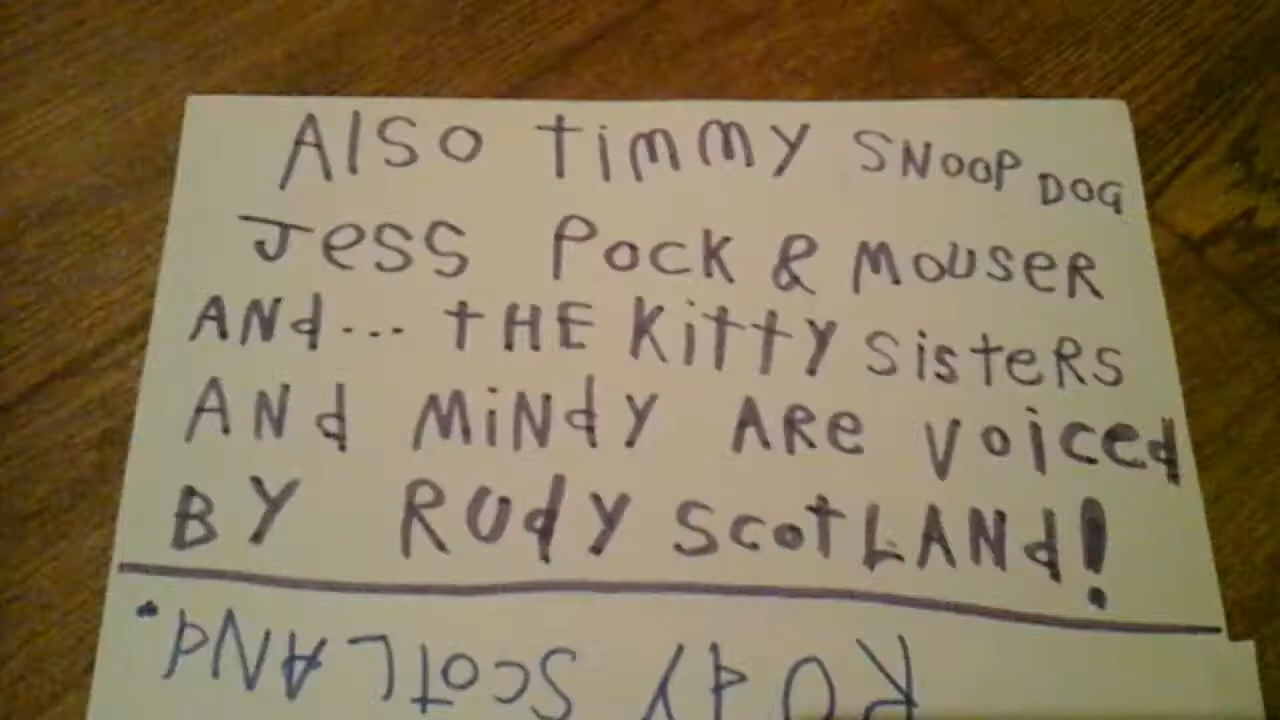 Also timmy SNOOP DOG
Jess Pock & MOUSER
ANd... tHE Kitty SisteRS
ANd MiNdY ARe Voiced
BY RUdY ScotLANd!
RUdY ScotLANd.